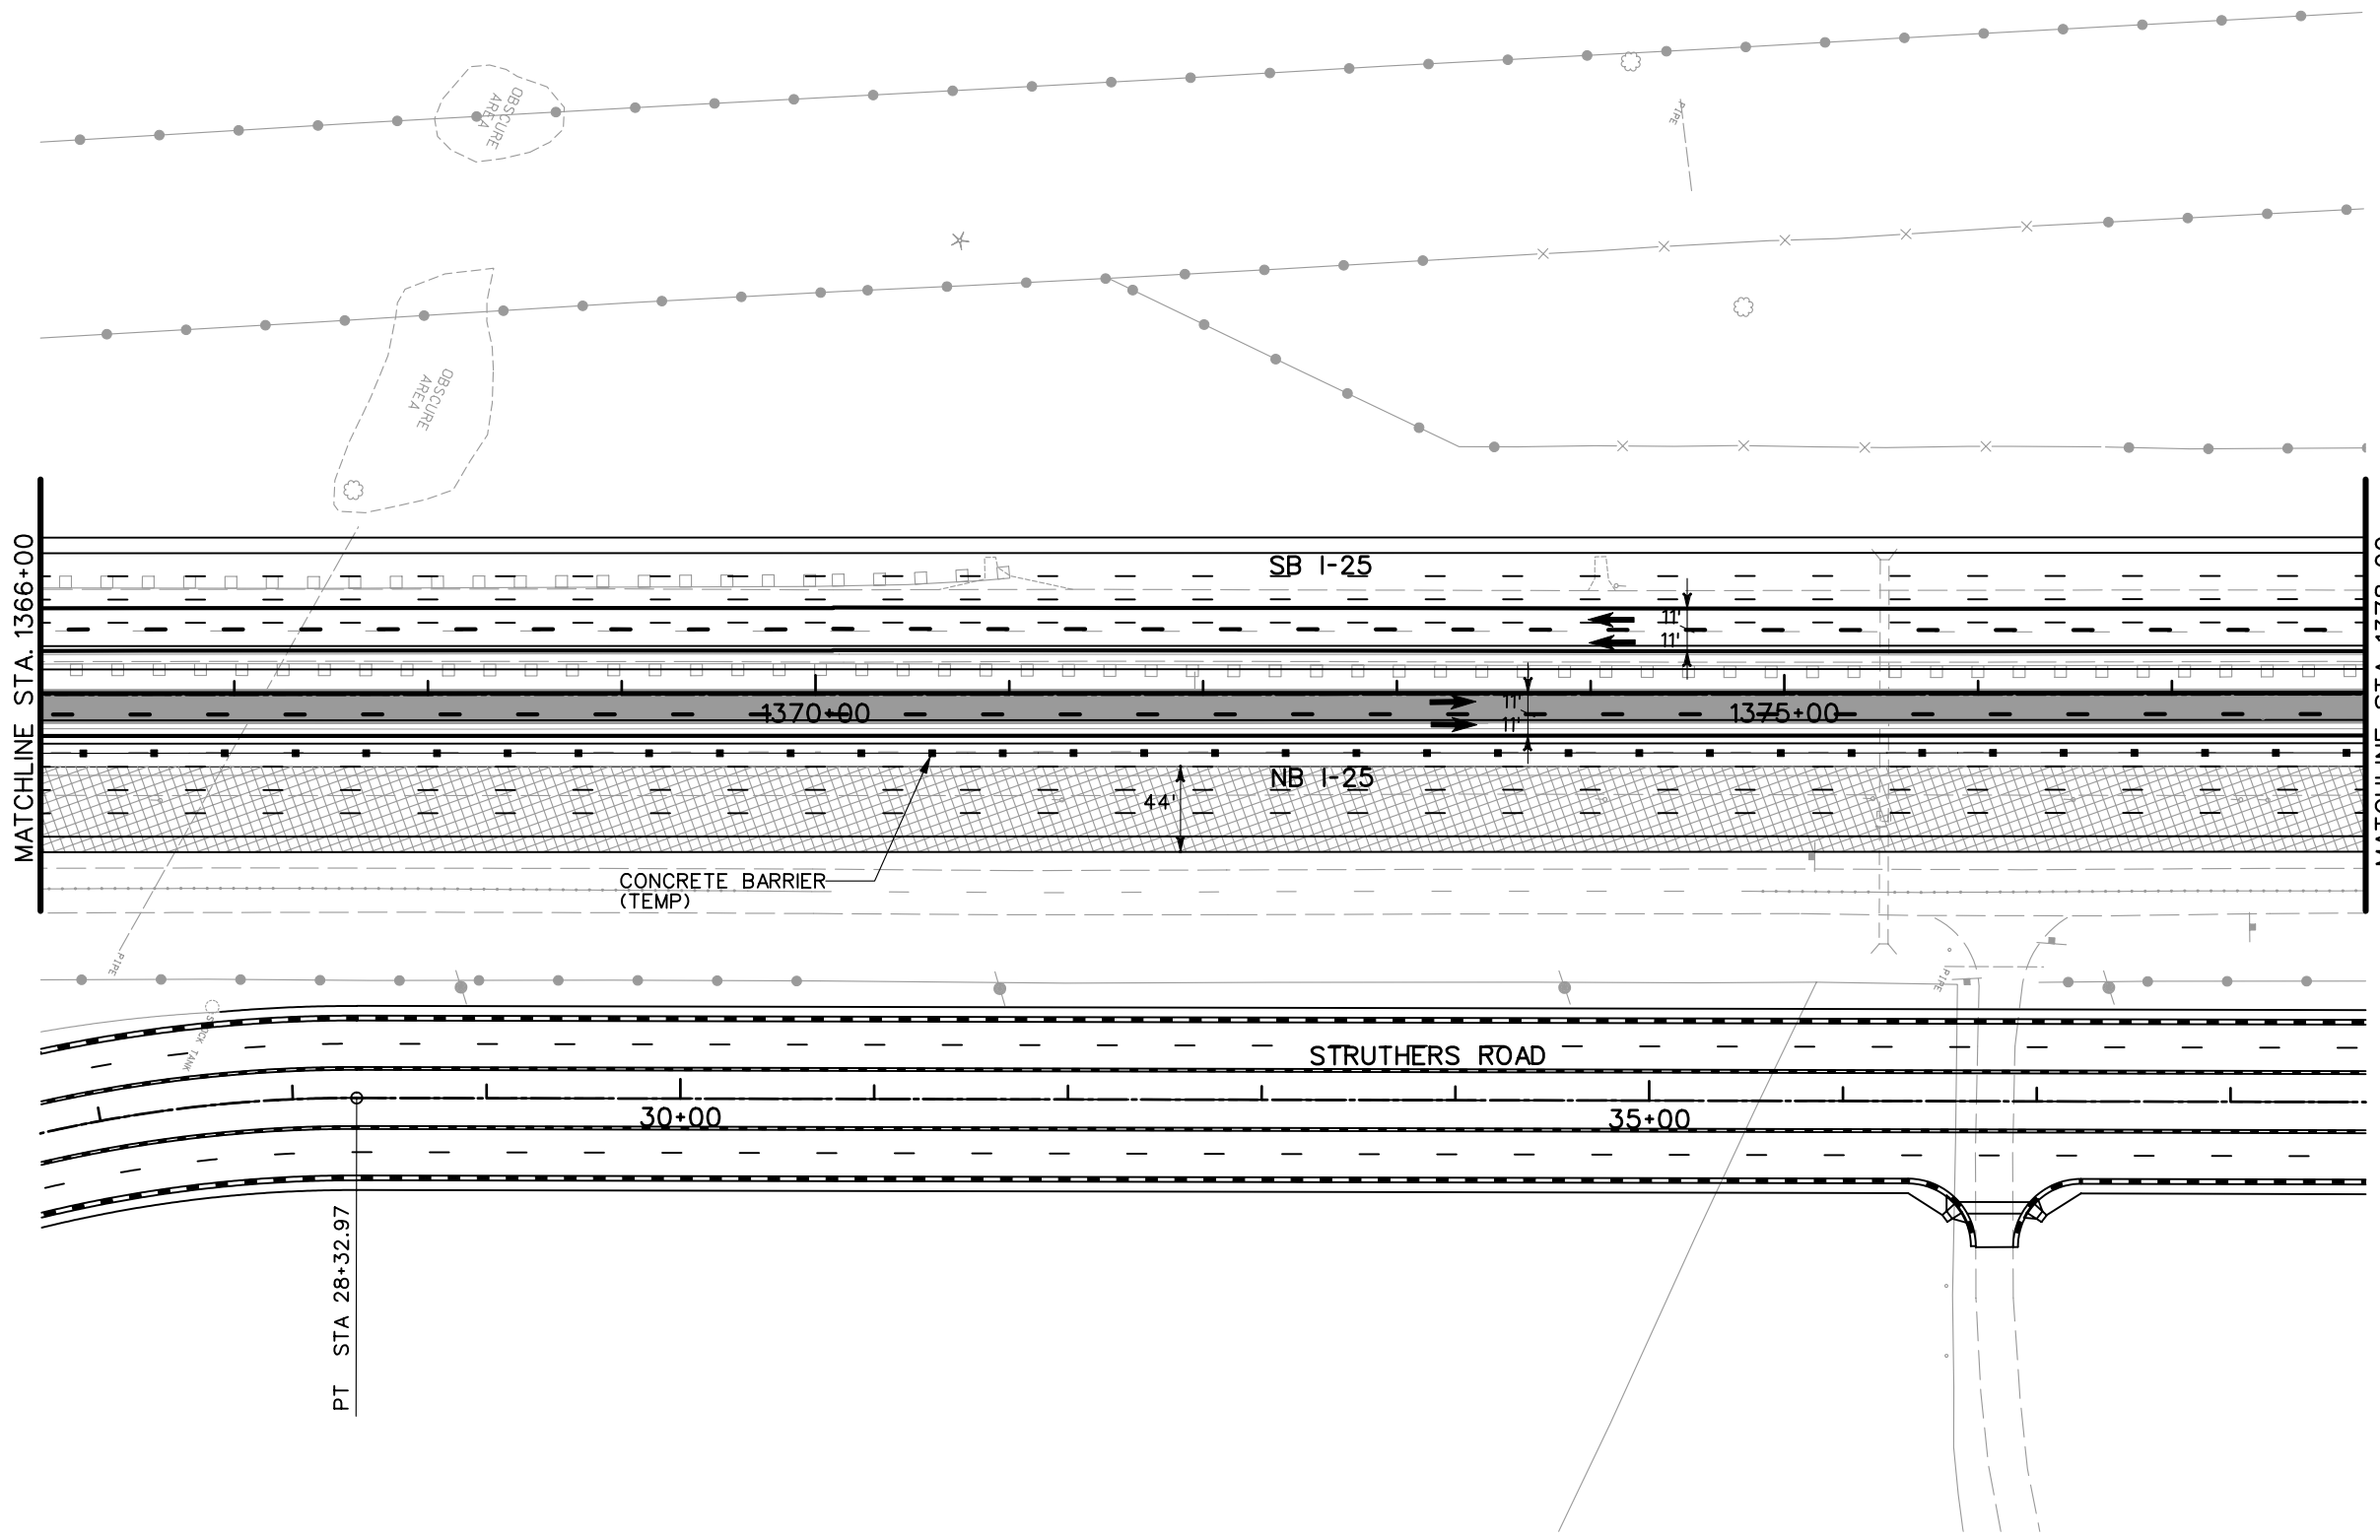 OBSCURE
AREA
PIPE
OBSCURE
AREA
MATCHLINE STA. 1366+00
SB I-25
11'
11'
1370+00
11'
11'
1375+00
NB I-25
44'
CONCRETE BARRIER
(TEMP)
PIPE
PIPE
STOCK TANK
STRUTHERS ROAD
30+00
35+00
PT STA 28+32.97